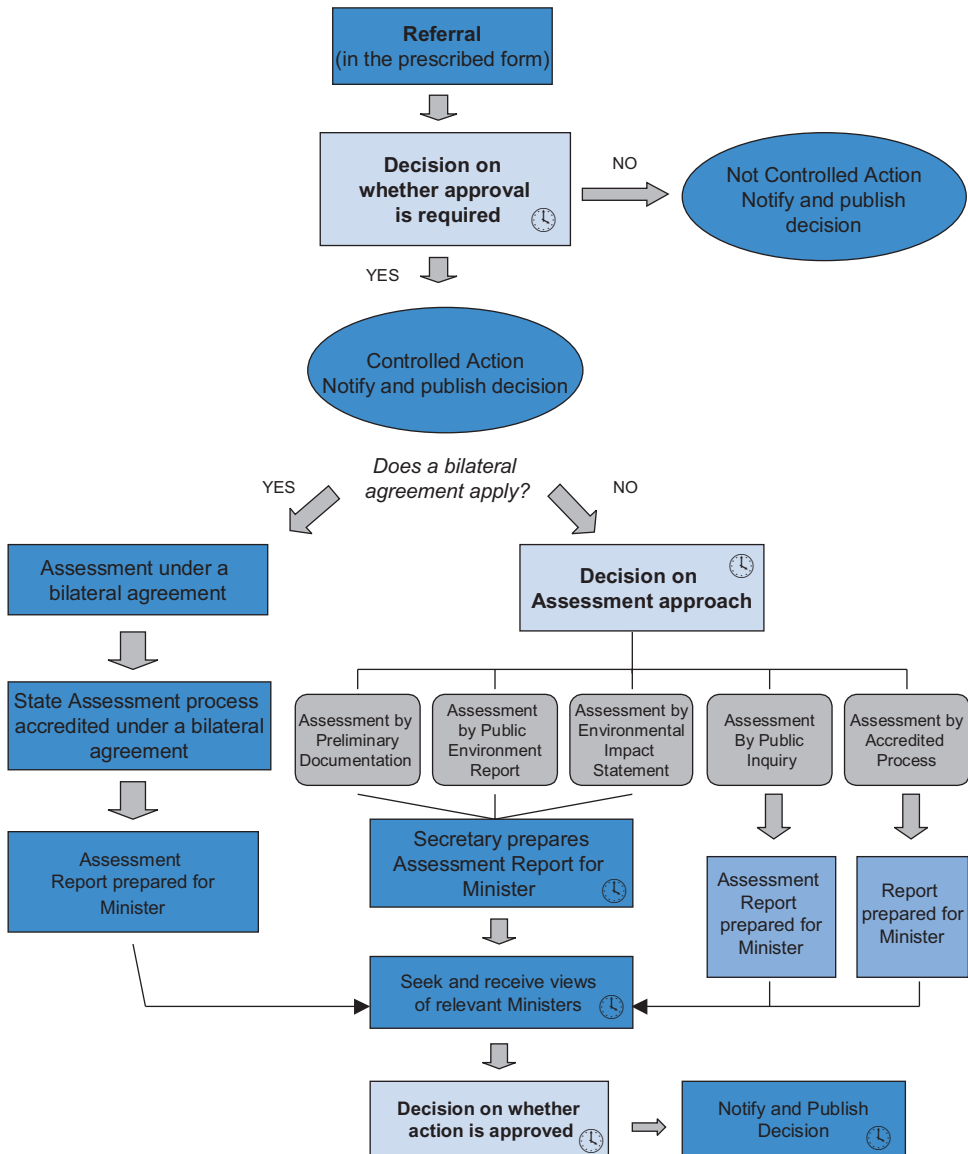 Referral
(in the prescribed form)
Decision on
whether approval
is required
NO
Not Controlled Action
Notify and publish
decision
YES
Controlled Action
Notify and publish decision
Does a bilateral
agreement apply?
YES
NO
Assessment under a
bilateral agreement
Decision on
Assessment approach
State Assessment process
accredited under a bilateral
agreement
Assessment by
Preliminary
Documentation
Assessment
by Public
Environment
Report
Assessment by
Environmental
Impact
Statement
Assessment
By Public
Inquiry
Assessment by
Accredited
Process
Assessment
Report prepared for
Minister
Secretary prepares
Assessment Report for
Minister
Assessment
Report
prepared for
Minister
Report
prepared for
Minister
Seek and receive views
of relevant Ministers
Decision on whether
action is approved
Notify and Publish
Decision